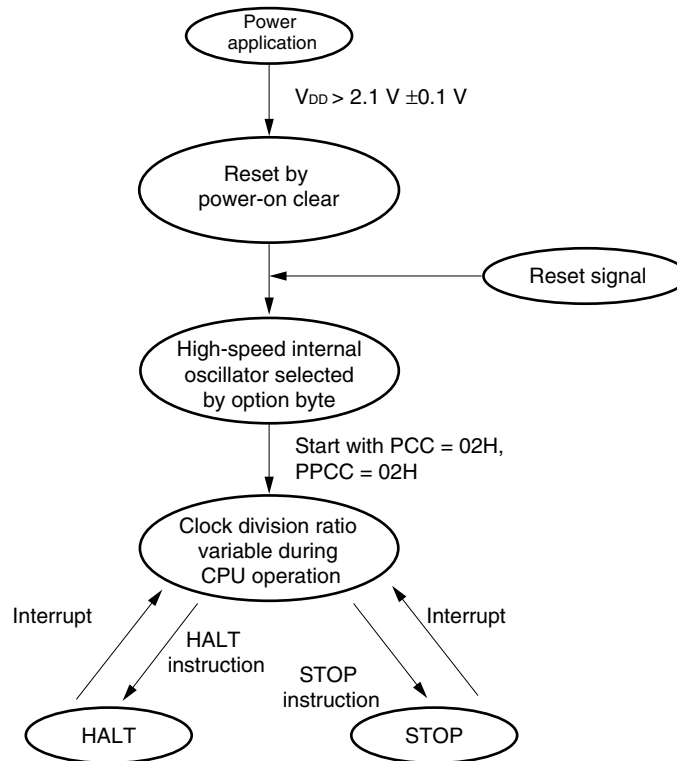 Power
application
VDD > 2.1 V ±0.1 V
Reset by
power-on clear
Reset signal
High-speed internal
oscillator selected
by option byte
Start with PCC = 02H,
PPCC = 02H
Clock division ratio
variable during
CPU operation
Interrupt
Interrupt
HALT
instruction
STOP
instruction
HALT
STOP